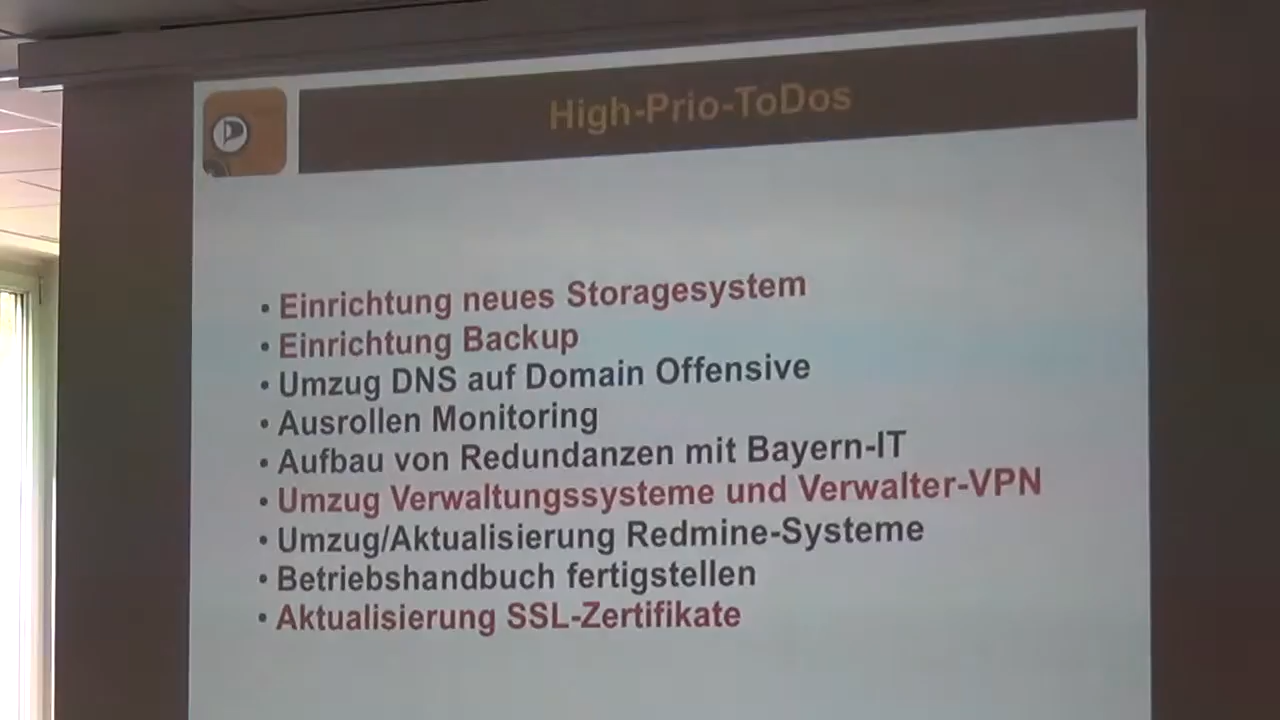 High-Prio-ToDos
• Einrichtung neues Storagesystem
• Einrichtung Backup
• Umzug DNS auf Domain Offensive
• Ausrollen Monitoring
• Aufbau von Redundanzen mit Bayern-IT
• Umzug Verwaltungssysteme und Verwalter-VPN
• Umzug/Aktualisierung Redmine-Systeme
• Betriebshandbuch fertigstellen
• Aktualisierung SSL-Zertifikate